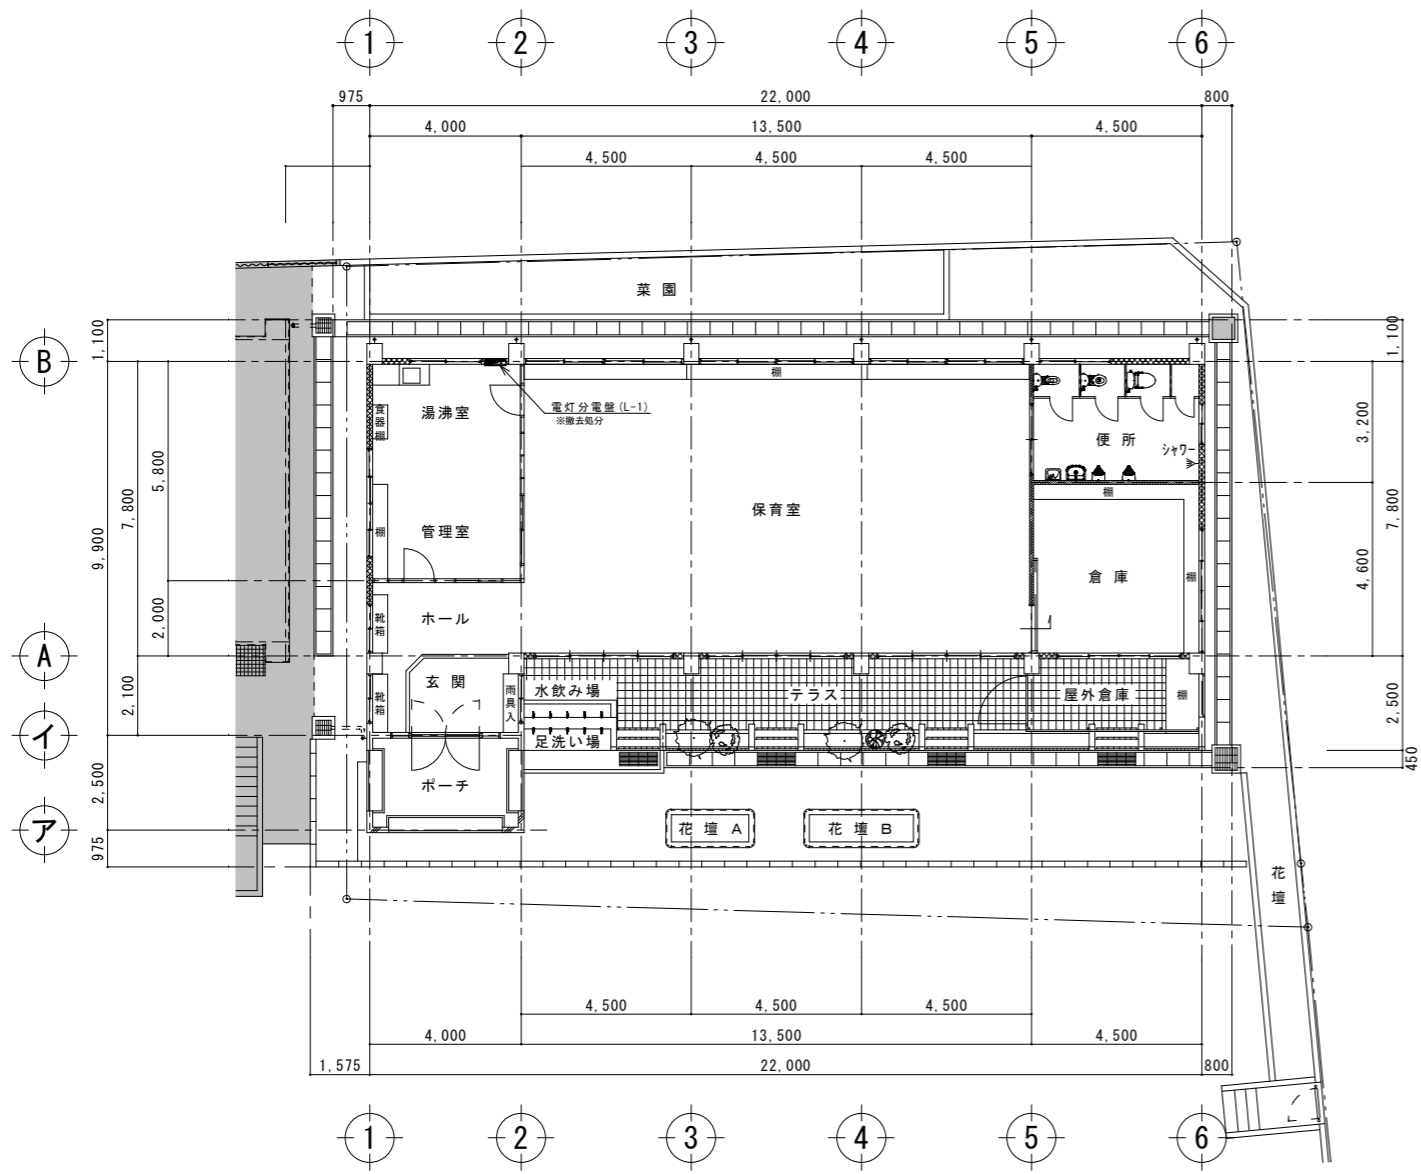 1 2 3 4 5 6
975 22,000 800
4,000 13,500 4,500
4,500 4,500 4,500
菜園
1,100
1,100
B
棚
湯沸室
電灯分電盤(L-1)
※撤去処分
食器棚
便所
シャワー
3,200
5,800
7,800
9,900
棚
保育室
管理室
棚
7,800
4,600
倉庫
棚
2,000
靴箱
ホール
A
玄関
靴箱
雨具入
水飲み場
テラス
屋外倉庫
棚
2,100
2,500
イ
足洗い場
450
ポーチ
2,500
花壇 A
花壇 B
ア
975
花壇
4,500 4,500 4,500
4,000 13,500 4,500
1,575 22,000 800
1 2 3 4 5 6